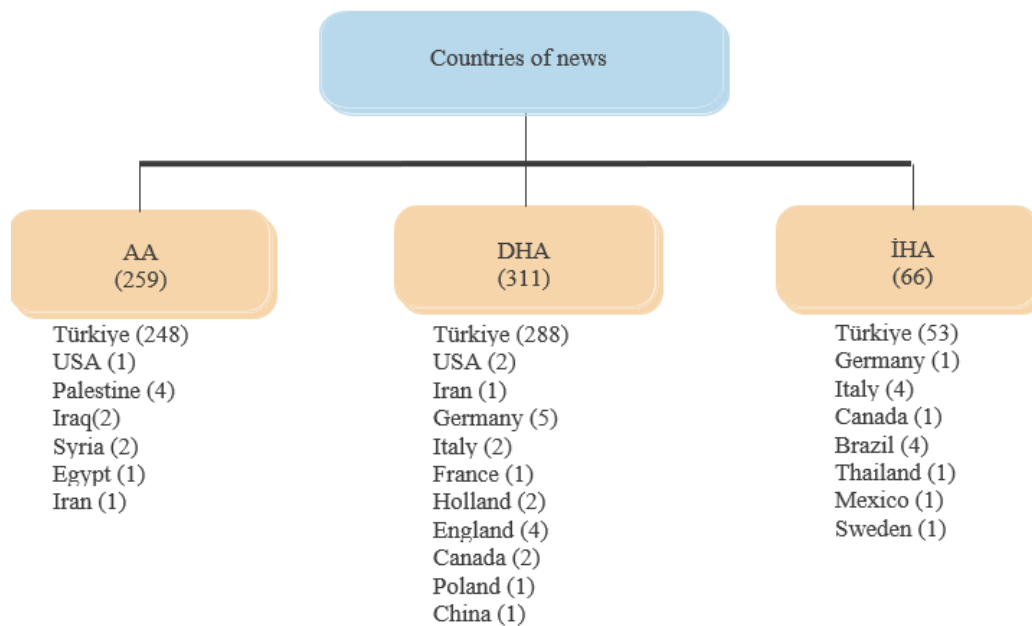 Countries of news
AA
(259)
Türkiye (248)
USA (1)
Palestine (4)
Iraq(2)
Syria (2)
Egypt (1)
Iran (1)
DHA
(311)
Türkiye (288)
USA (2)
Iran (1)
Germany (5)
Italy (2)
France (1)
Holland (2)
England (4)
Canada (2)
Poland (1)
China (1)
İHA
(66)
Türkiye (53)
Germany (1)
Italy (4)
Canada (1)
Brazil (4)
Thailand (1)
Mexico (1)
Sweden (1)